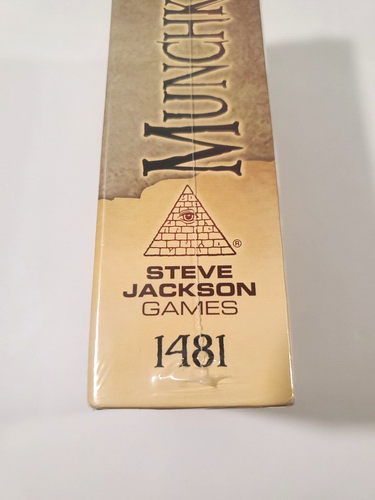 MUNCHK
®
STEVE
JACKSON
GAMES
1481